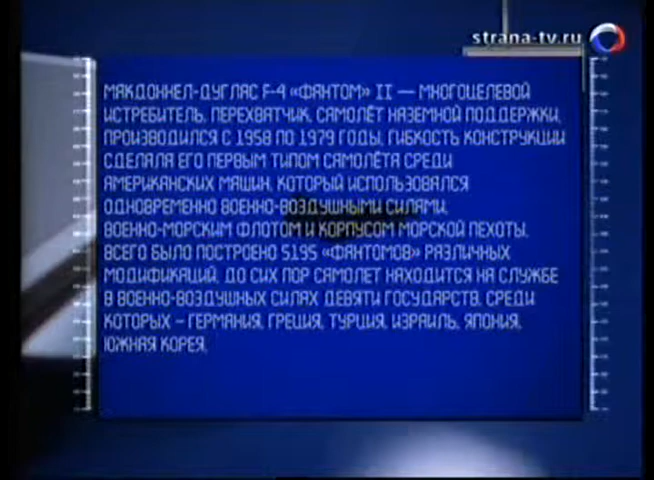 strana-tv.ru
МАКДОННЕЛ-ДУГЛАС F-4 «ФАНТОМ» II — МНОГОЦЕЛЕВОЙ
ИСТРЕБИТЕЛЬ, ПЕРЕХВАТЧИК, САМОЛЁТ НАЗЕМНОЙ ПОДДЕРЖКИ,
ПРОИЗВОДИЛСЯ С 1958 ПО 1979 ГОДЫ. ГИБКОСТЬ КОНСТРУКЦИИ
СДЕЛАЛА ЕГО ПЕРВЫМ ТИПОМ САМОЛЁТА СРЕДИ
АМЕРИКАНСКИХ МАШИН, КОТОРЫЙ ИСПОЛЬЗОВАЛСЯ
ОДНОВРЕМЕННО ВОЕННО-ВОЗДУШНЫМИ СИЛАМИ,
ВОЕННО-МОРСКИМ ФЛОТОМ И КОРПУСОМ МОРСКОЙ ПЕХОТЫ.
ВСЕГО БЫЛО ПОСТРОЕНО 5195 «ФАНТОМОВ» РАЗЛИЧНЫХ
МОДИФИКАЦИЙ. ДО СИХ ПОР САМОЛЕТ НАХОДИТСЯ НА СЛУЖБЕ
В ВОЕННО-ВОЗДУШНЫХ СИЛАХ ДЕВЯТИ ГОСУДАРСТВ, СРЕДИ
КОТОРЫХ – ГЕРМАНИЯ, ГРЕЦИЯ, ТУРЦИЯ, ИЗРАИЛЬ, ЯПОНИЯ,
ЮЖНАЯ КОРЕЯ.